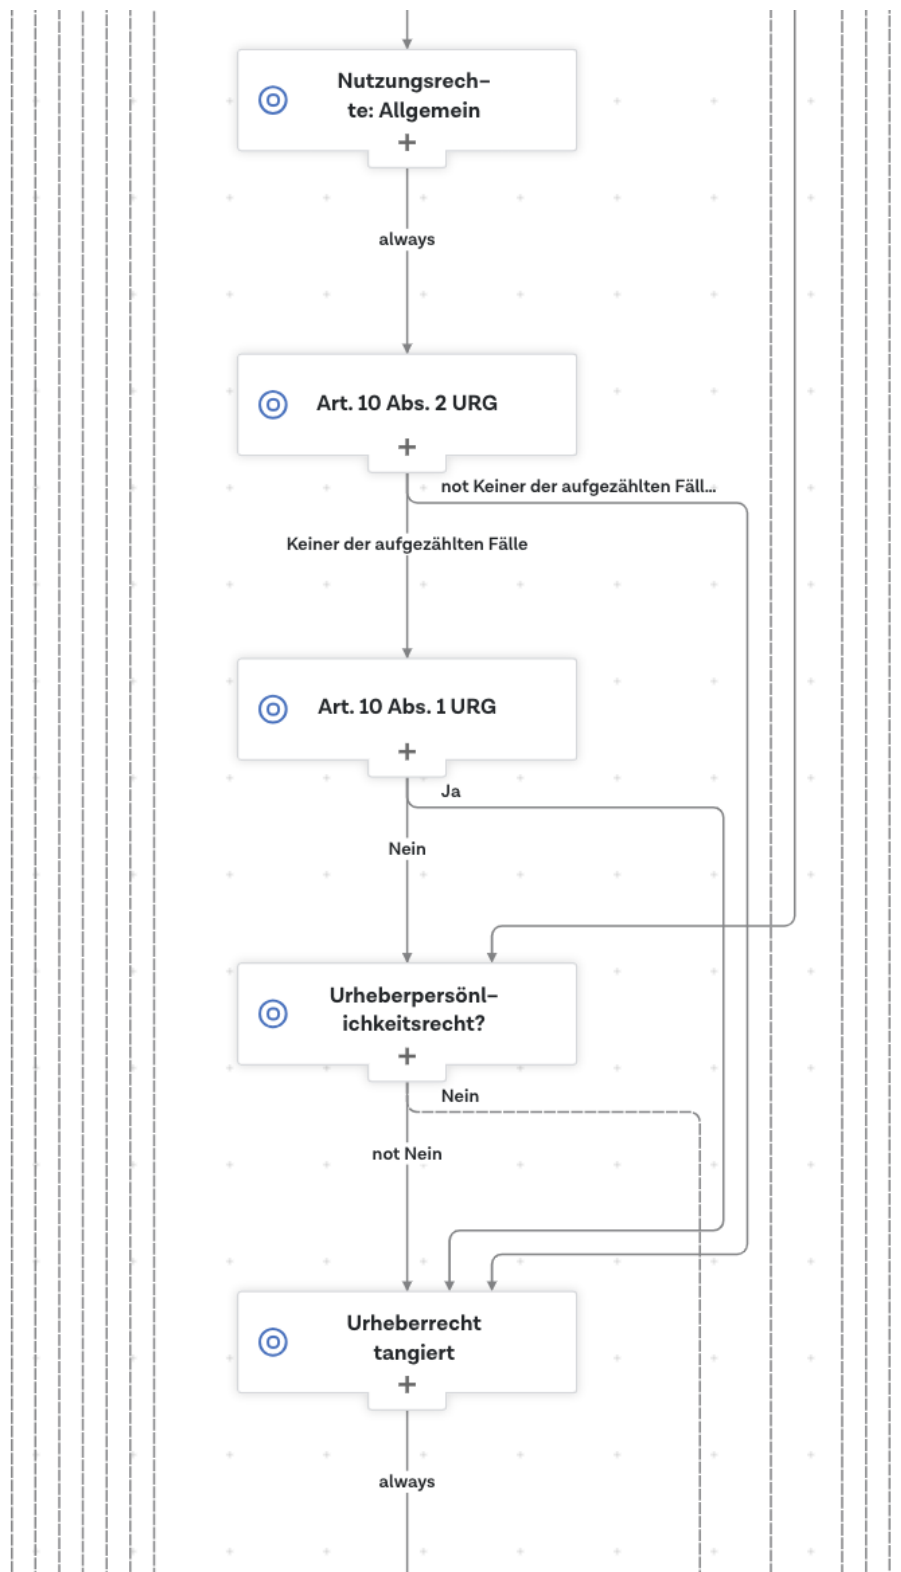 Nutzungsrech-
te: Allgemein
always
Art. 10 Abs. 2 URG
not Keiner der aufgezählten Fäll...
Keiner der aufgezählten Fälle
Art. 10 Abs. 1 URG
Ja
Nein
Urheberpersönl-
ichkeitsrecht?
Nein
not Nein
Urheberrecht
tangiert
always